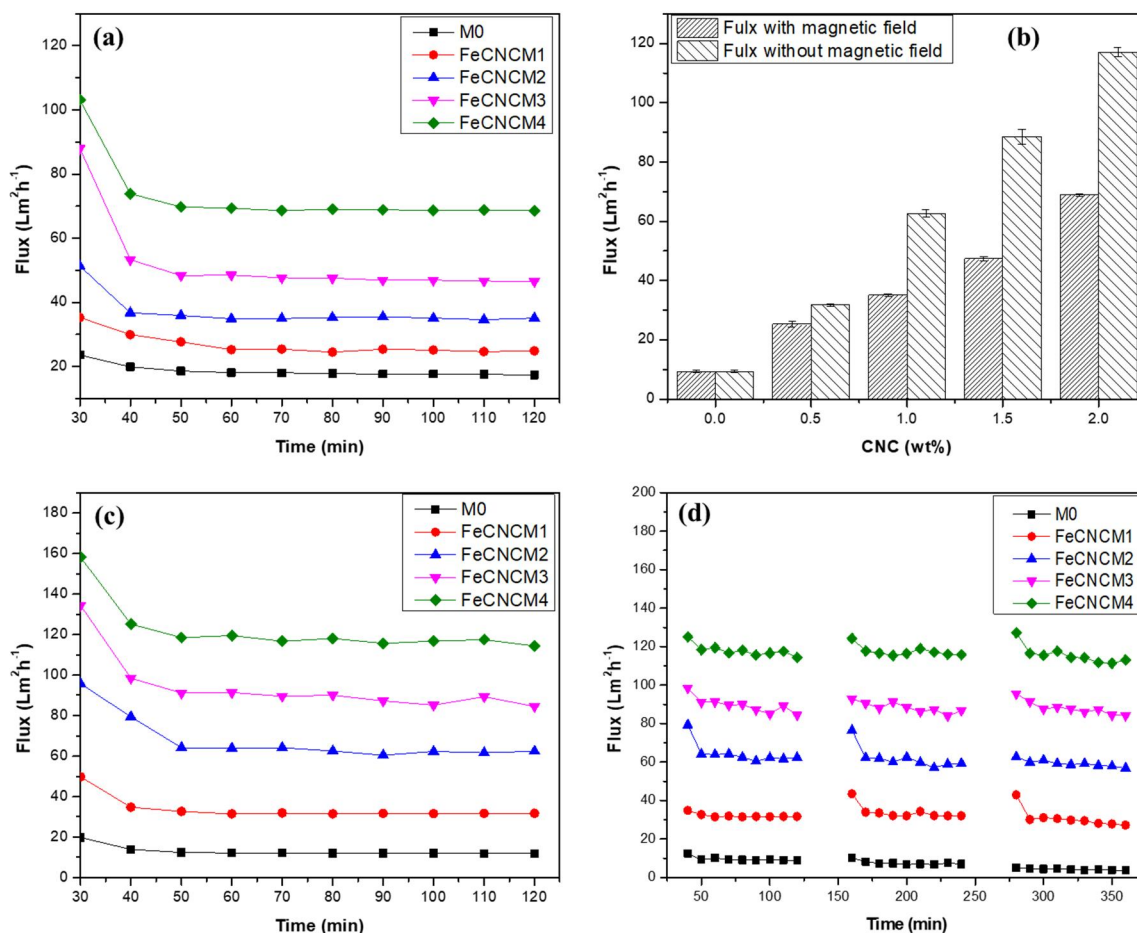 (a)
M0
FeCNCM1
FeCNCM2
FeCNCM3
FeCNCM4
Flux (Lm²h⁻¹)
120
100
80
60
40
20
30 40 50 60 70 80 90 100 110 120
Time (min)
(b)
Fulx with magnetic field
Fulx without magnetic field
Flux (Lm²h⁻¹)
120
100
80
60
40
20
0
0.0 0.5 1.0 1.5 2.0
CNC (wt%)
(c)
M0
FeCNCM1
FeCNCM2
FeCNCM3
FeCNCM4
Flux (Lm²h⁻¹)
180
160
140
120
100
80
60
40
20
0
30 40 50 60 70 80 90 100 110 120
Time (min)
(d)
M0
FeCNCM1
FeCNCM2
FeCNCM3
FeCNCM4
Flux (Lm²h⁻¹)
200
180
160
140
120
100
80
60
40
20
0
50 100 150 200 250 300 350
Time (min)